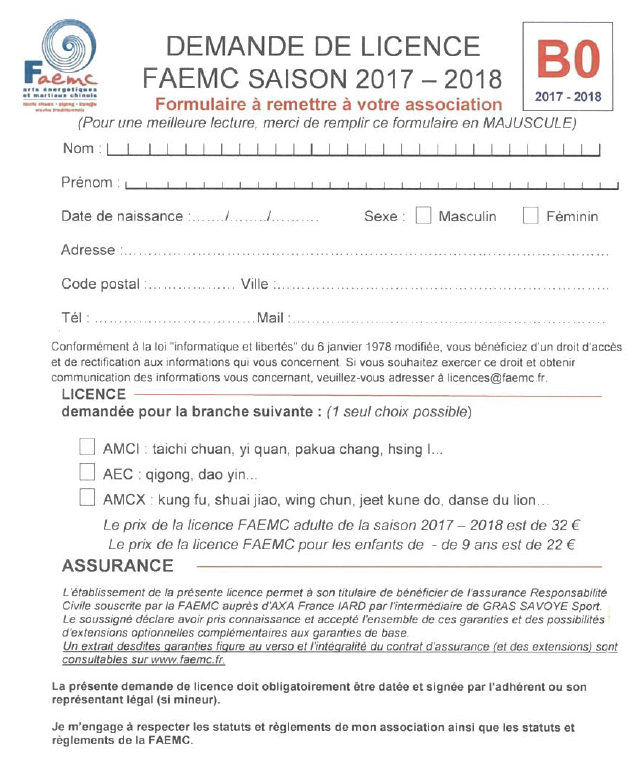 Faemc
arts énergétiques
et martiaux chinois
DEMANDE DE LICENCE
FAEMC SAISON 2017 – 2018
B0
2017 - 2018
Formulaire à remettre à votre association
(Pour une meilleure lecture, merci de remplir ce formulaire en MAJUSCULE)
Nom :
Prénom :
Date de naissance :......./......../.......... Sexe : Masculin Féminin
Adresse :
Code postal :.................. Ville :
Tél : ........................... Mail :
Conformément à la loi "informatique et libertés" du 6 janvier 1978 modifiée, vous bénéficiez d'un droit d'accès
et de rectification aux informations qui vous concernent. Si vous souhaitez exercer ce droit et obtenir
communication des informations vous concernant, veuillez-vous adresser à licences@faemc.fr.
LICENCE
demandée pour la branche suivante : (1 seul choix possible)
AMCI : taichi chuan, yi quan, pakua chang, hsing I...
AEC : qigong, dao yin...
AMCX : kung fu, shuai jiao, wing chun, jeet kune do, danse du lion...
Le prix de la licence FAEMC adulte de la saison 2017 – 2018 est de 32 €
Le prix de la licence FAEMC pour les enfants de - de 9 ans est de 22 €
ASSURANCE
L'établissement de la présente licence permet à son titulaire de bénéficier de l'assurance Responsabilité
Civile souscrite par la FAEMC auprès d'AXA France IARD par l'intermédiaire de GRAS SAVOYE Sport.
Le soussigné déclare avoir pris connaissance et accepté l'ensemble de ces garanties et des possibilités
d'extensions optionnelles complémentaires aux garanties de base.
Un extrait desdites garanties figure au verso et l'intégralité du contrat d'assurance (et des extensions) sont
consultables sur www.faemc.fr.
La présente demande de licence doit obligatoirement être datée et signée par l'adhérent ou son
représentant légal (si mineur).
Je m'engage à respecter les statuts et règlements de mon association ainsi que les statuts et
règlements de la FAEMC.